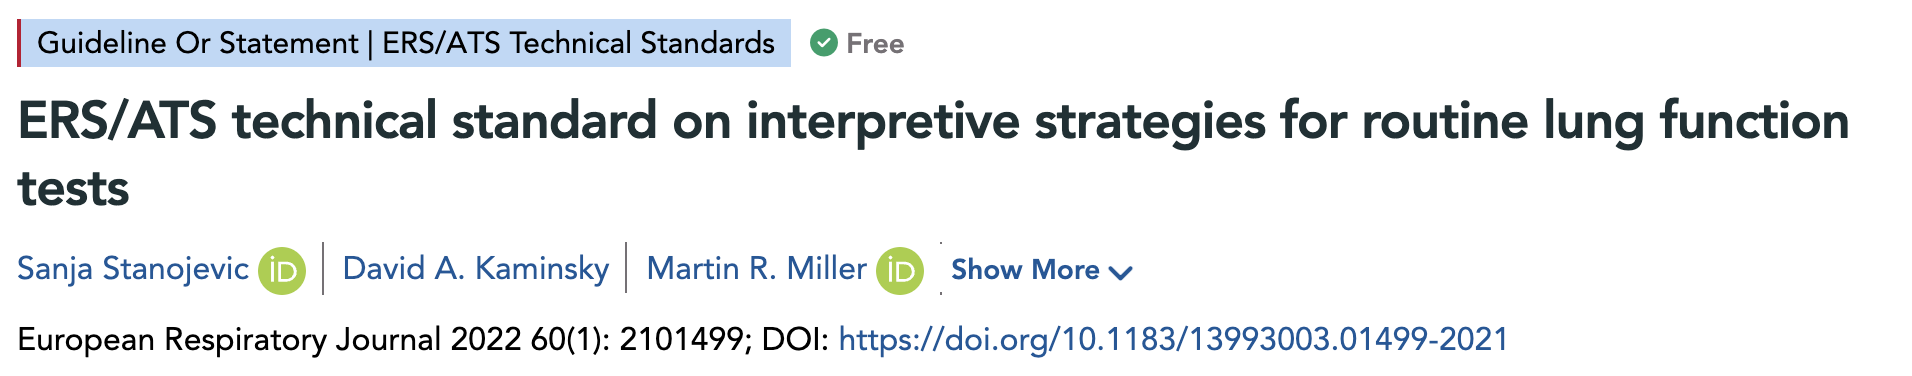 Guideline Or Statement | ERS/ATS Technical Standards Free
ERS/ATS technical standard on interpretive strategies for routine lung function
tests
Sanja Stanojevic iD | David A. Kaminsky | Martin R. Miller iD Show More
European Respiratory Journal 2022 60(1): 2101499; DOI: https://doi.org/10.1183/13993003.01499-2021